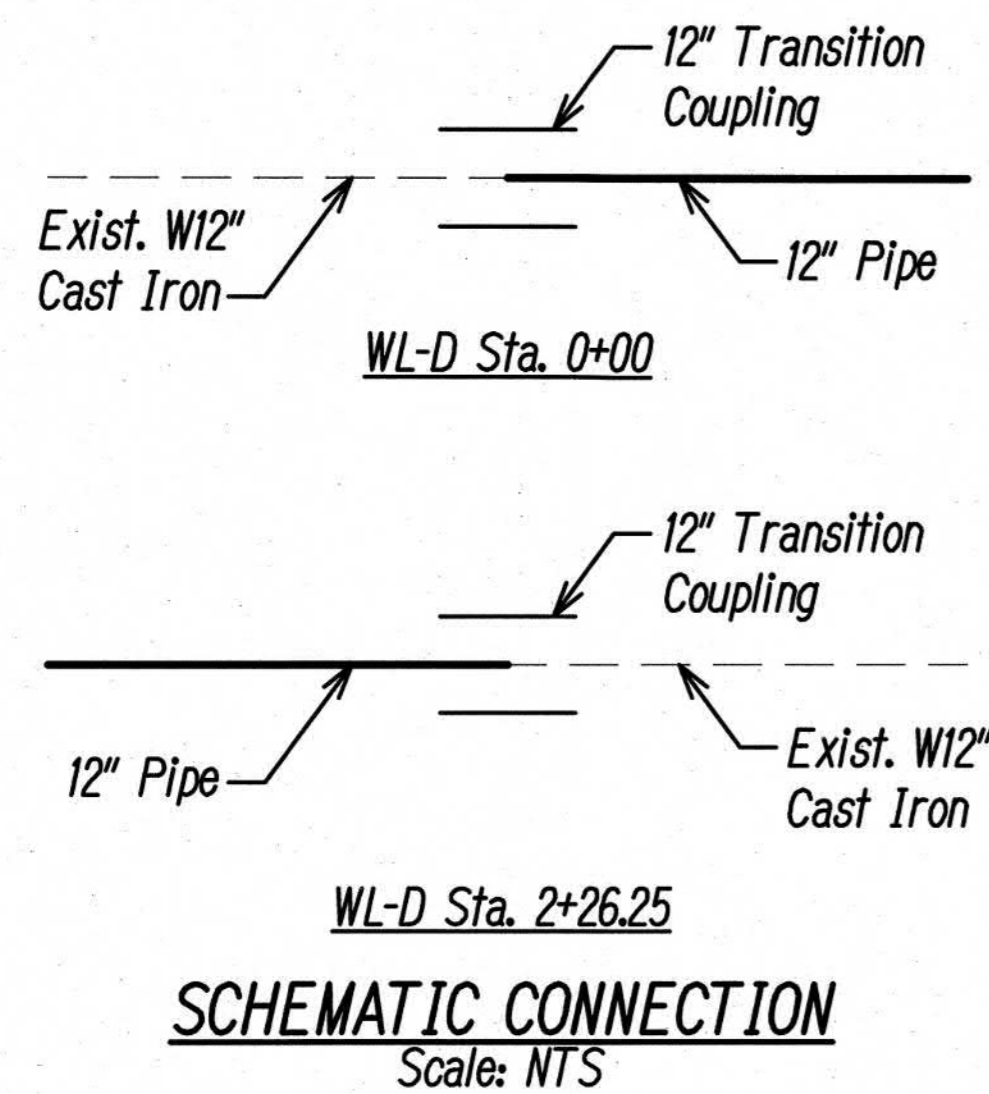 12" Transition
Coupling
Exist. W12"
Cast Iron
12" Pipe
WL-D Sta. 0+00
12" Transition
Coupling
12" Pipe
Exist. W12"
Cast Iron
WL-D Sta. 2+26.25
SCHEMATIC CONNECTION
Scale: NTS